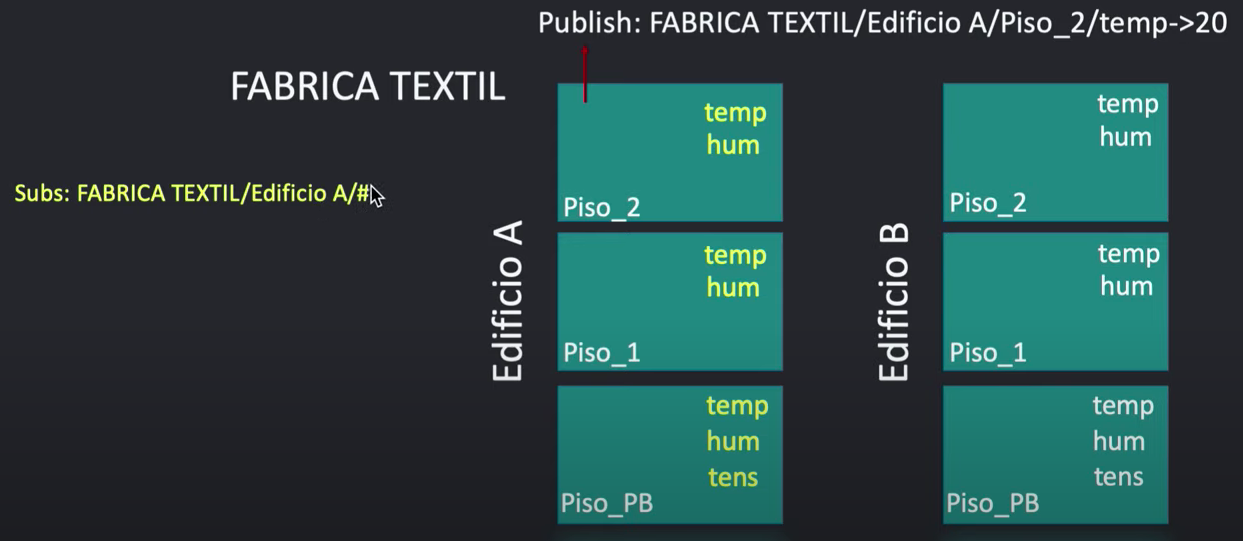 Publish: FABRICA TEXTIL/Edificio A/Piso_2/temp->20
FABRICA TEXTIL
Subs: FABRICA TEXTIL/Edificio A/#
Edificio A
temp
hum
Piso_2
temp
hum
Piso_1
temp
hum
tens
Piso_PB
Edificio B
temp
hum
Piso_2
temp
hum
Piso_1
temp
hum
tens
Piso_PB